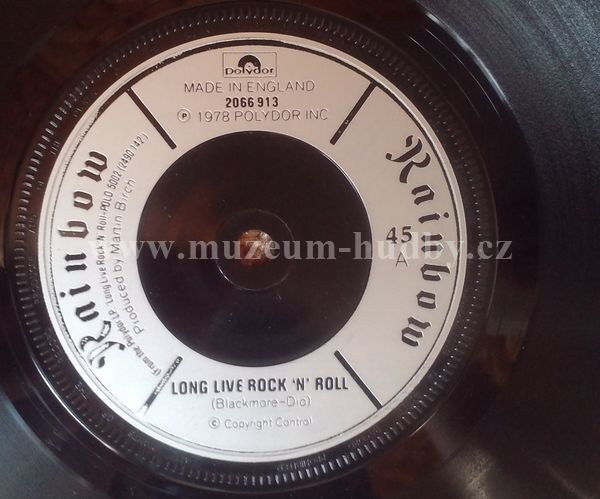 Polydor
MADE IN ENGLAND
2066 913
℗ 1978 POLYDOR INC
Rainbow
Rainbow
(From the Polydor LP 'Long Live Rock 'N' Roll-POLD 5002 (2490 142)
Produced by Martin Birch
45
A
www.muzeum-hudby.cz
LONG LIVE ROCK 'N' ROLL
(Blackmore-Dio)
© Copyright Control